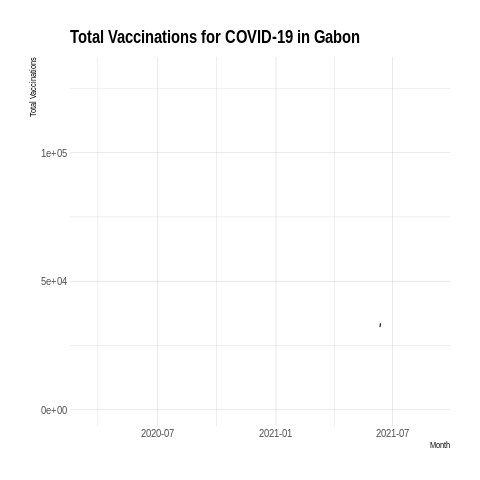 Total Vaccinations for COVID-19 in Gabon
Total Vaccinations
1e+05
5e+04
0e+00
2020-07
2021-01
2021-07
Month